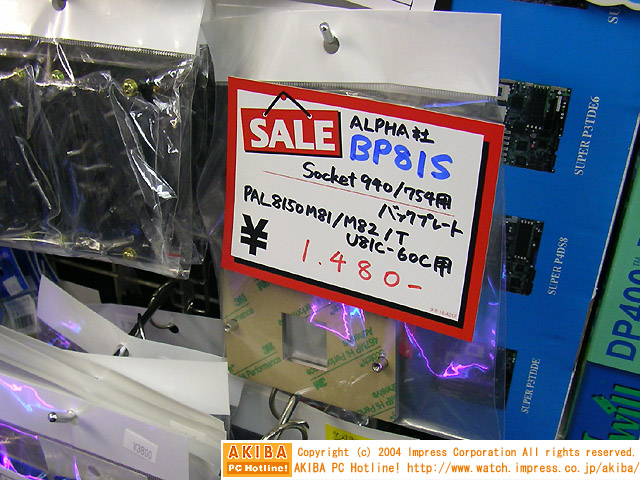 SALE
ALPHA社
BP81S
Socket 940/754用
バックプレート
PAL8150M81/M82/T
U81C-60C用
¥ 1.480-
SUPER P3TDE6
SUPER P4DS8
SUPER P3TDDE
DP400
will
3M
¥3800
AKIBA
PC Hotline!
Copyright (c) 2004 Impress Corporation All rights reserved.
AKIBA PC Hotline! http://www.watch.impress.co.jp/akiba/